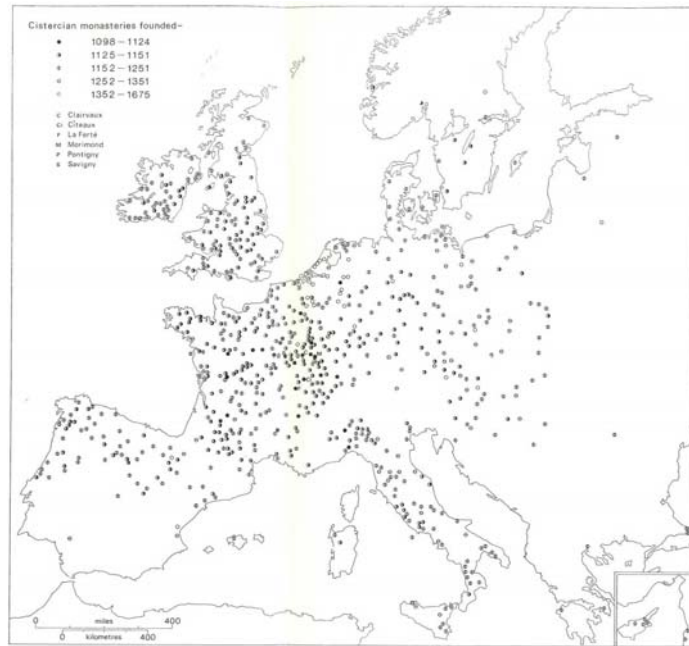 Cistercian monasteries founded–
1098 – 1124
1125 – 1151
1152 – 1251
1252 – 1351
1352 – 1675
C Clairvaux
Ci Cîteaux
F La Ferté
M Morimond
P Pontigny
S Savigny
miles
0 400
0 kilometres 400